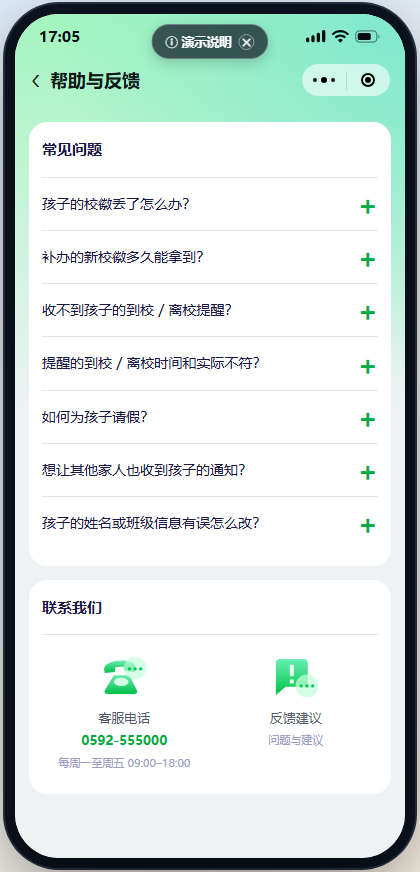 17:05
演示说明
帮助与反馈
常见问题
孩子的校徽丢了怎么办？
补办的新校徽多久能拿到？
收不到孩子的到校 / 离校提醒？
提醒的到校 / 离校时间和实际不符？
如何为孩子请假？
想让其他家人也收到孩子的通知？
孩子的姓名或班级信息有误怎么改？
联系我们
客服电话
0592-555000
每周一至周五 09:00–18:00
反馈建议
问题与建议